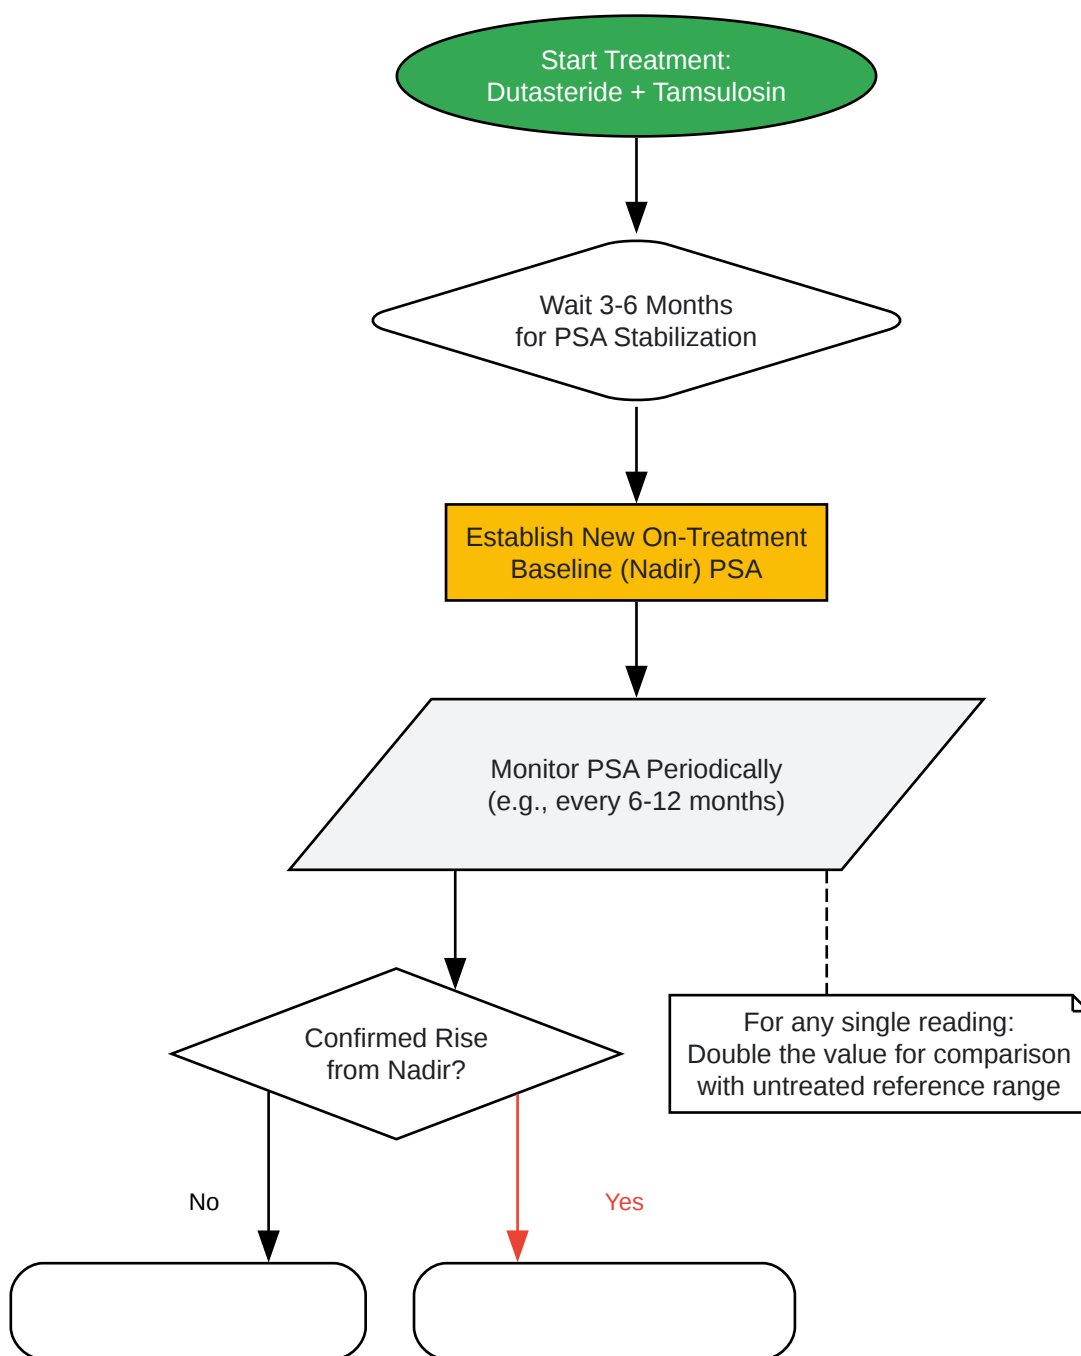 Start Treatment:
Dutasteride + Tamsulosin
Wait 3-6 Months
for PSA Stabilization
Establish New On-Treatment
Baseline (Nadir) PSA
Monitor PSA Periodically
(e.g., every 6-12 months)
Confirmed Rise
from Nadir?
For any single reading:
Double the value for comparison
with untreated reference range
No
Yes